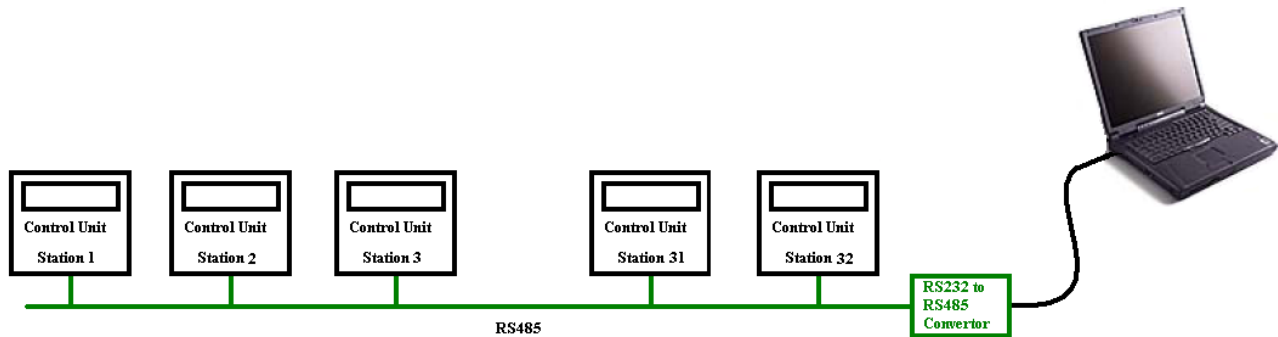 Control Unit
Station 1
Control Unit
Station 2
Control Unit
Station 3
Control Unit
Station 31
Control Unit
Station 32
RS232 to
RS485
Convertor
RS485